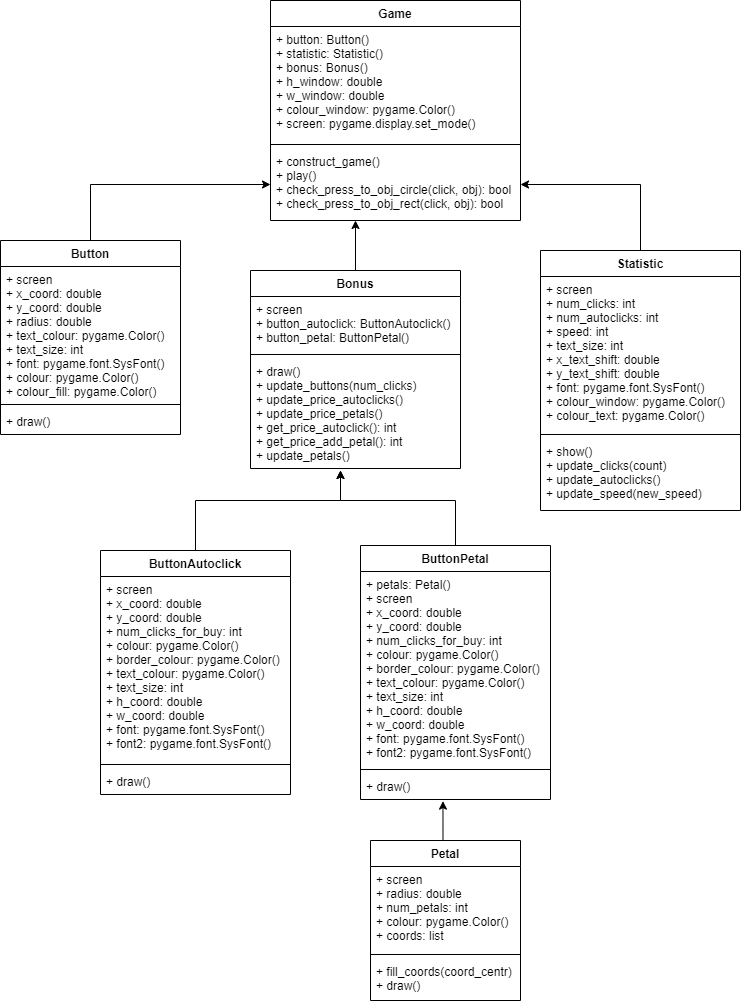 Game
+ button: Button()
+ statistic: Statistic()
+ bonus: Bonus()
+ h_window: double
+ w_window: double
+ colour_window: pygame.Color()
+ screen: pygame.display.set_mode()
+ construct_game()
+ play()
+ check_press_to_obj_circle(click, obj): bool
+ check_press_to_obj_rect(click, obj): bool
Button
+ screen
+ x_coord: double
+ y_coord: double
+ radius: double
+ text_colour: pygame.Color()
+ text_size: int
+ font: pygame.font.SysFont()
+ colour: pygame.Color()
+ colour_fill: pygame.Color()
+ draw()
Bonus
+ screen
+ button_autoclick: ButtonAutoclick()
+ button_petal: ButtonPetal()
+ draw()
+ update_buttons(num_clicks)
+ update_price_autoclicks()
+ update_price_petals()
+ get_price_autoclick(): int
+ get_price_add_petal(): int
+ update_petals()
Statistic
+ screen
+ num_clicks: int
+ num_autoclicks: int
+ speed: int
+ text_size: int
+ x_text_shift: double
+ y_text_shift: double
+ font: pygame.font.SysFont()
+ colour_window: pygame.Color()
+ colour_text: pygame.Color()
+ show()
+ update_clicks(count)
+ update_autoclicks()
+ update_speed(new_speed)
ButtonAutoclick
+ screen
+ x_coord: double
+ y_coord: double
+ num_clicks_for_buy: int
+ colour: pygame.Color()
+ border_colour: pygame.Color()
+ text_colour: pygame.Color()
+ text_size: int
+ h_coord: double
+ w_coord: double
+ font: pygame.font.SysFont()
+ font2: pygame.font.SysFont()
+ draw()
ButtonPetal
+ petals: Petal()
+ screen
+ x_coord: double
+ y_coord: double
+ num_clicks_for_buy: int
+ colour: pygame.Color()
+ border_colour: pygame.Color()
+ text_colour: pygame.Color()
+ text_size: int
+ h_coord: double
+ w_coord: double
+ font: pygame.font.SysFont()
+ font2: pygame.font.SysFont()
+ draw()
Petal
+ screen
+ radius: double
+ num_petals: int
+ colour: pygame.Color()
+ coords: list
+ fill_coords(coord_centr)
+ draw()